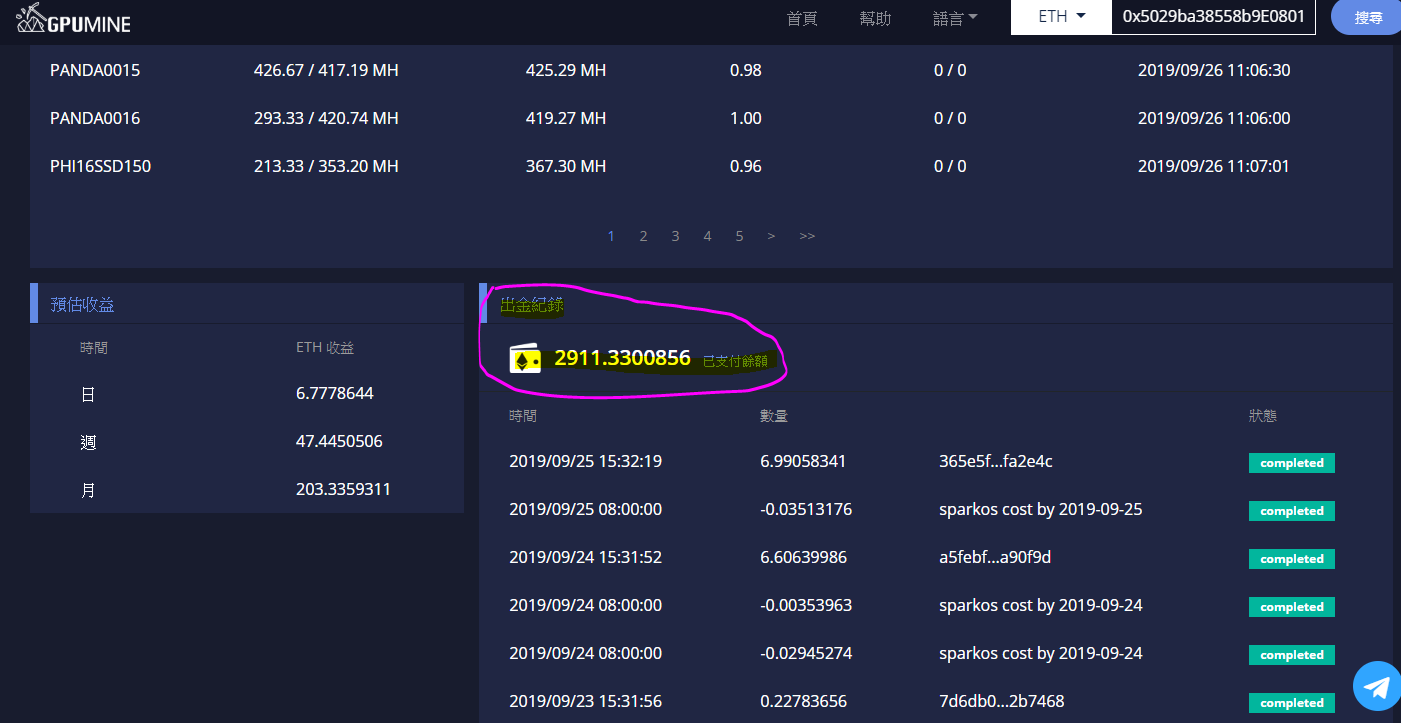 GPUMINE 首頁 幫助 語言 ETH 0x5029ba38558b9E0801 搜尋
PANDA0015 426.67 / 417.19 MH 425.29 MH 0.98 0 / 0 2019/09/26 11:06:30
PANDA0016 293.33 / 420.74 MH 419.27 MH 1.00 0 / 0 2019/09/26 11:06:00
PHI16SSD150 213.33 / 353.20 MH 367.30 MH 0.96 0 / 0 2019/09/26 11:07:01
1 2 3 4 5 > >>
預估收益
時間 ETH 收益
日 6.7778644
週 47.4450506
月 203.3359311
出金紀錄
2911.3300856 已支付餘額
時間 數量 狀態
2019/09/25 15:32:19 6.99058341 365e5f...fa2e4c completed
2019/09/25 08:00:00 -0.03513176 sparkos cost by 2019-09-25 completed
2019/09/24 15:31:52 6.60639986 a5febf...a90f9d completed
2019/09/24 08:00:00 -0.00353963 sparkos cost by 2019-09-24 completed
2019/09/24 08:00:00 -0.02945274 sparkos cost by 2019-09-24 completed
2019/09/23 15:31:56 0.22783656 7d6db0...2b7468 completed